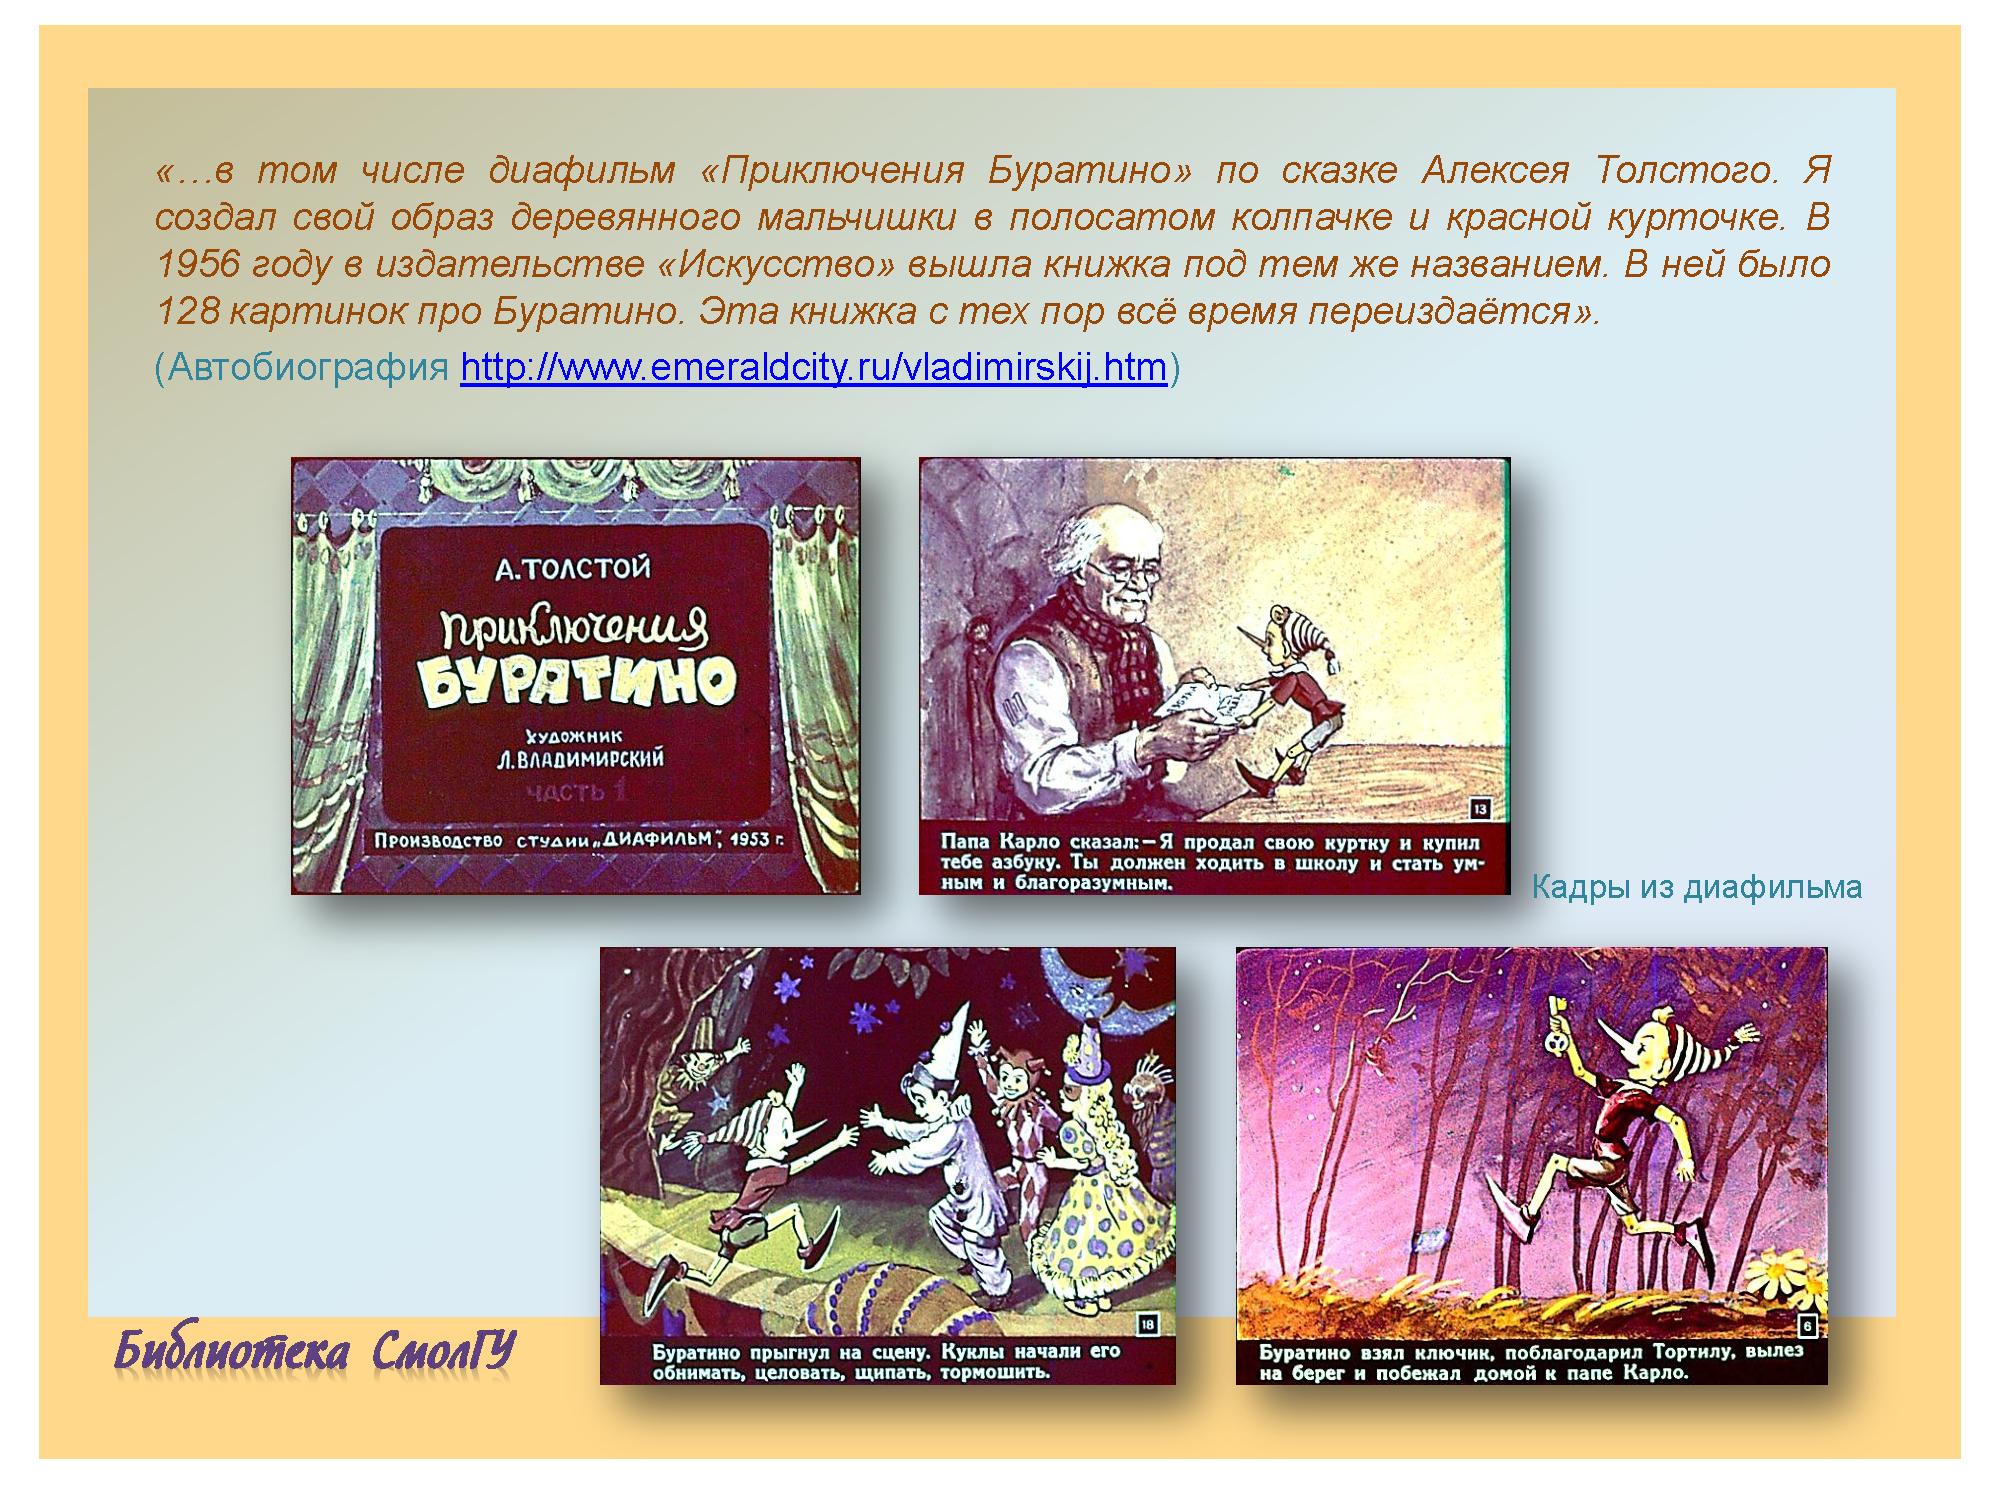 «…в том числе диафильм «Приключения Буратино» по сказке Алексея Толстого. Я
создал свой образ деревянного мальчишки в полосатом колпачке и красной курточке. В
1956 году в издательстве «Искусство» вышла книжка под тем же названием. В ней было
128 картинок про Буратино. Эта книжка с тех пор всё время переиздаётся».
(Автобиография http://www.emeraldcity.ru/vladimirskij.htm)
А.ТОЛСТОЙ
ПРИКЛЮЧЕНИЯ
БУРАТИНО
ХУДОЖНИК
Л.ВЛАДИМИРСКИЙ
ЧАСТЬ 1
ПРОИЗВОДСТВО СТУДИИ „ДИАФИЛЬМ", 1953 г.
13
Папа Карло сказал:—Я продал свою куртку и купил
тебе азбуку. Ты должен ходить в школу и стать ум-
ным и благоразумным.
Кадры из диафильма
18
Буратино прыгнул на сцену. Куклы начали его
обнимать, целовать, щипать, тормошить.
6
Буратино взял ключик, поблагодарил Тортилу, вылез
на берег и побежал домой к папе Карло.
Библиотека СмолГУ